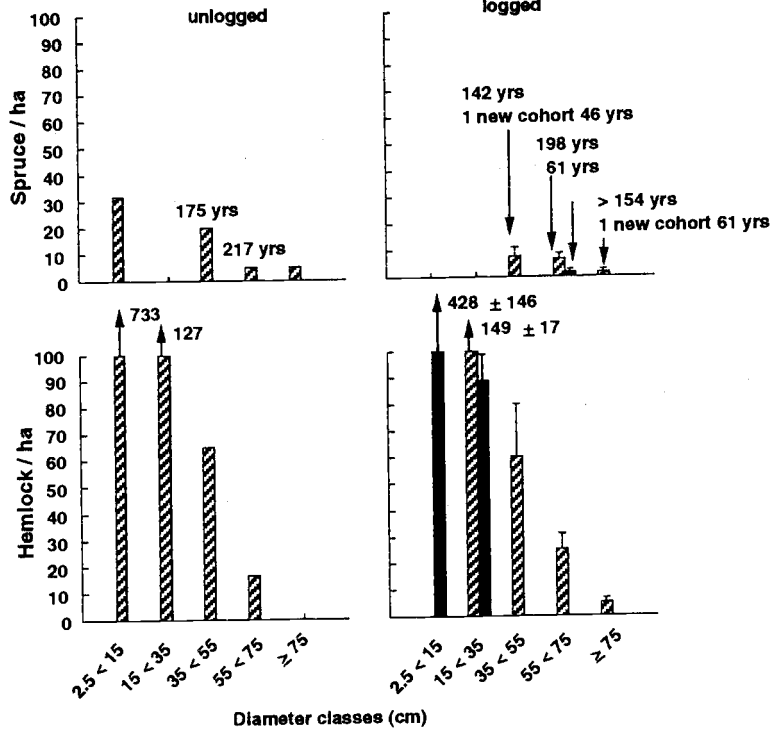 unlogged
logged
Spruce / ha
100
90
80
70
60
50
40
30
20
10
0
175 yrs
217 yrs
142 yrs
1 new cohort 46 yrs
198 yrs
61 yrs
> 154 yrs
1 new cohort 61 yrs
Hemlock / ha
100
90
80
70
60
50
40
30
20
10
0
733
127
428 ± 146
149 ± 17
2.5 < 15
15 < 35
35 < 55
55 < 75
≥ 75
2.5 < 15
15 < 35
35 < 55
55 < 75
≥ 75
Diameter classes (cm)